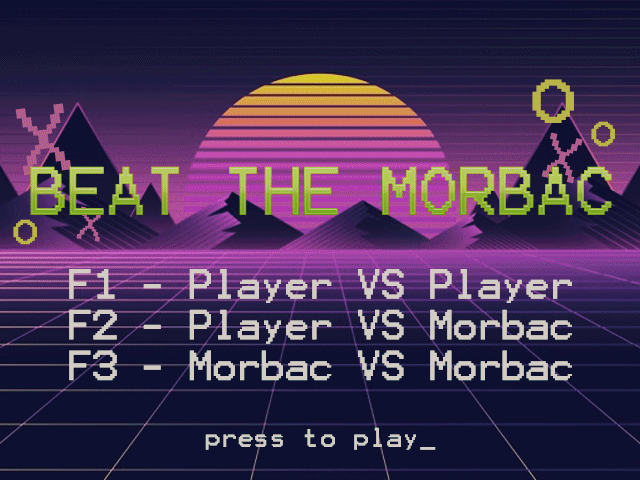 BEAT THE MORBAC
F1 - Player VS Player
F2 - Player VS Morbac
F3 - Morbac VS Morbac
press to play_